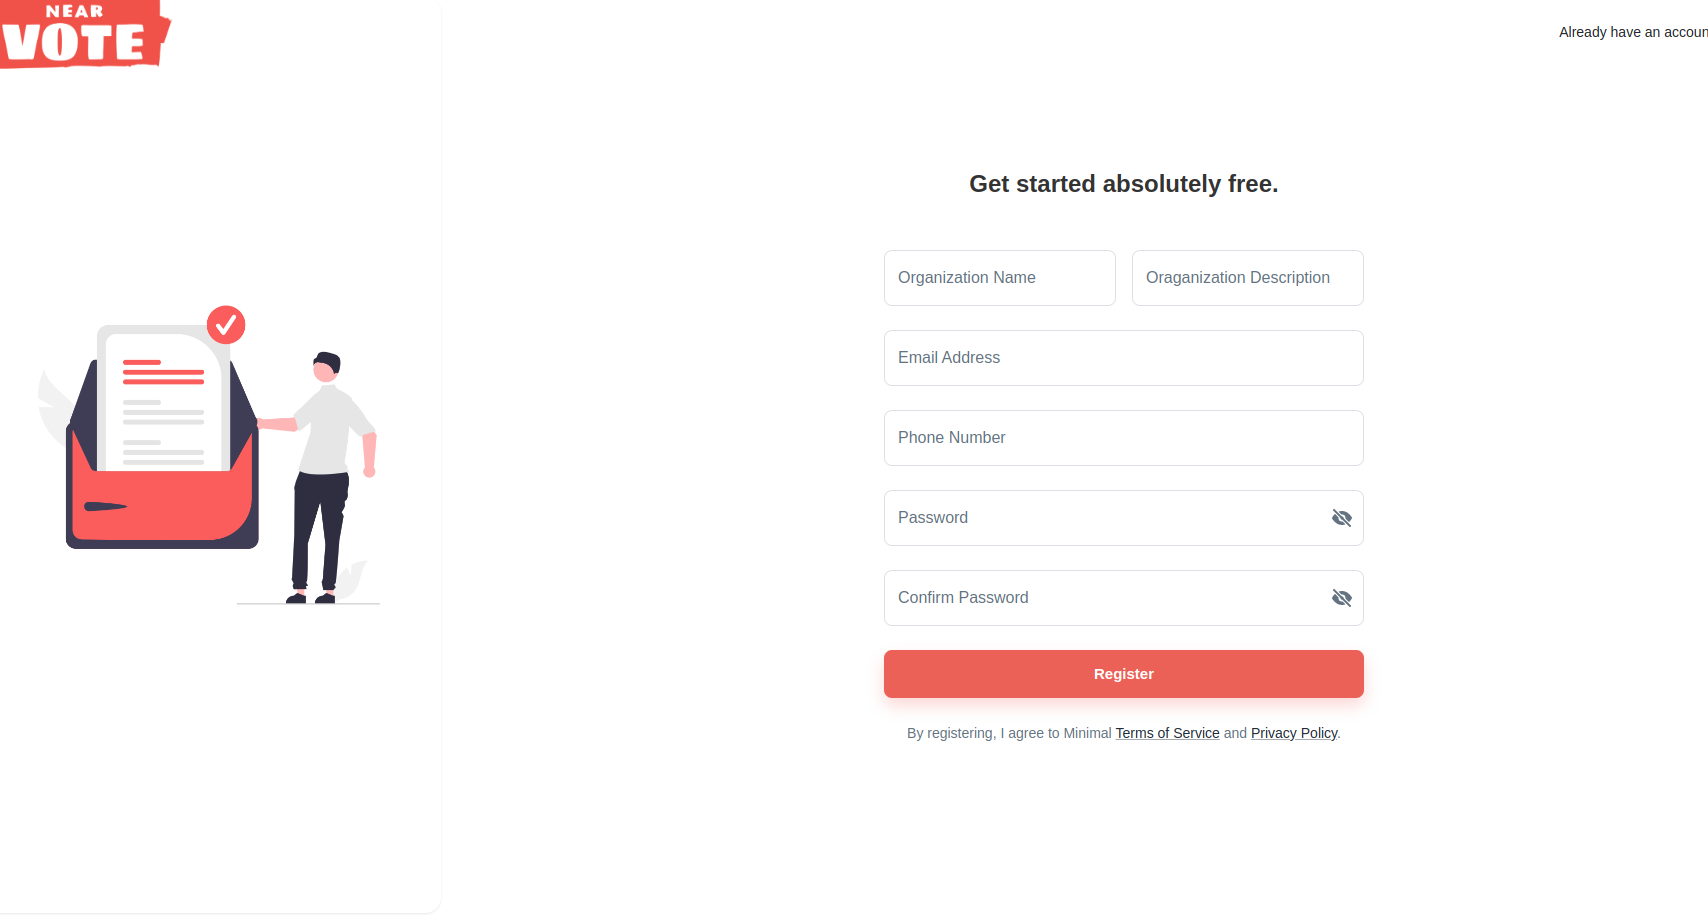 NEAR
VOTE
Already have an accoun
Get started absolutely free.
Organization Name
Oraganization Description
Email Address
Phone Number
Password
Confirm Password
Register
By registering, I agree to Minimal Terms of Service and Privacy Policy.